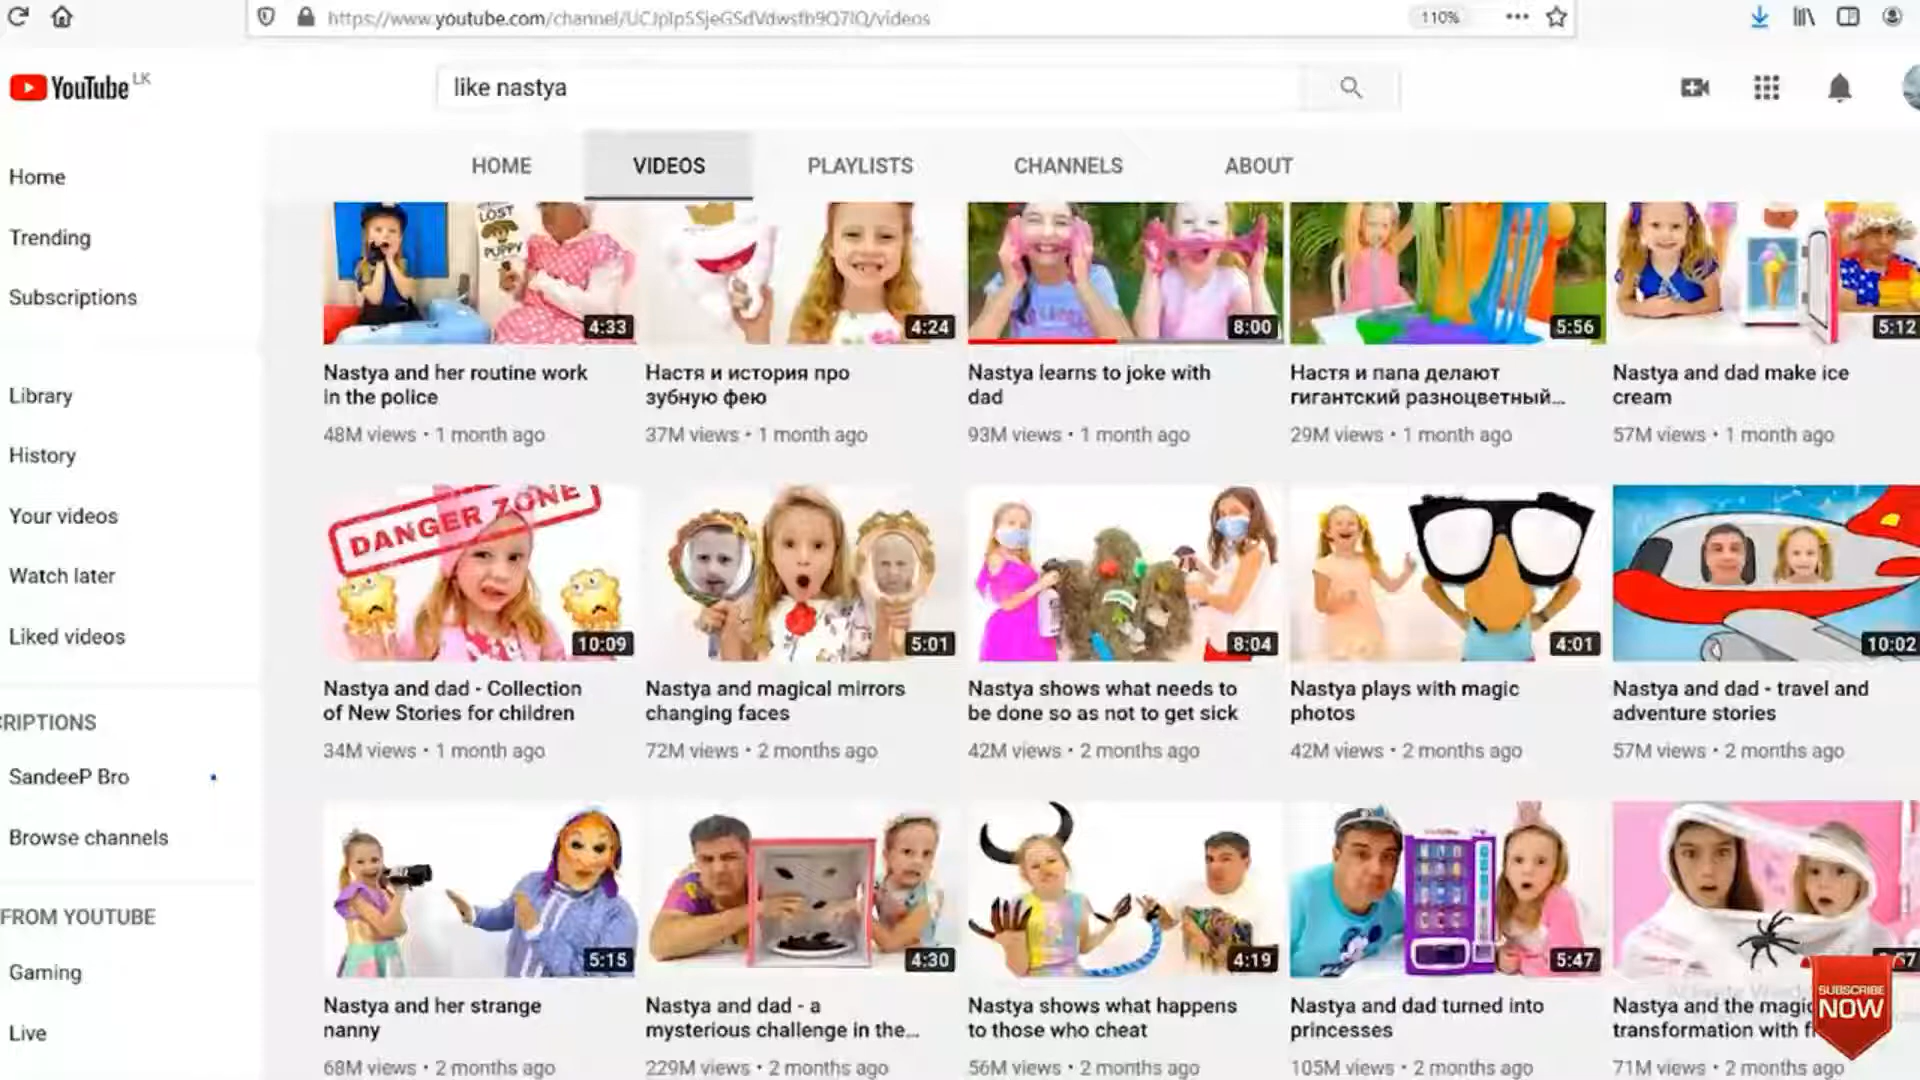 https://www.youtube.com/channel/UCJplp5SjeGSdVdwsfb9Q7lQ/videos
110%
YouTube LK
like nastya
HOME
VIDEOS
PLAYLISTS
CHANNELS
ABOUT
Home
Trending
Subscriptions
Library
History
Your videos
Watch later
Liked videos
RIPTIONS
SandeeP Bro
Browse channels
FROM YOUTUBE
Gaming
Live
LOST
PUPPY
4:33
4:24
8:00
5:56
5:12
Nastya and her routine work
in the police
48M views • 1 month ago
Настя и история про
зубную фею
37M views • 1 month ago
Nastya learns to joke with
dad
93M views • 1 month ago
Настя и папа делают
гигантский разноцветный...
29M views • 1 month ago
Nastya and dad make ice
cream
57M views • 1 month ago
DANGER ZONE
10:09
5:01
8:04
4:01
10:02
Nastya and dad - Collection
of New Stories for children
34M views • 1 month ago
Nastya and magical mirrors
changing faces
72M views • 2 months ago
Nastya shows what needs to
be done so as not to get sick
42M views • 2 months ago
Nastya plays with magic
photos
42M views • 2 months ago
Nastya and dad - travel and
adventure stories
57M views • 2 months ago
5:15
4:30
4:19
5:47
Nastya and her strange
nanny
68M views • 2 months ago
Nastya and dad - a
mysterious challenge in the...
229M views • 2 months ago
Nastya shows what happens
to those who cheat
56M views • 2 months ago
Nastya and dad turned into
princesses
105M views • 2 months ago
Nastya and the magic
transformation with
71M views • 2 months ago
SUBSCRIBE
NOW